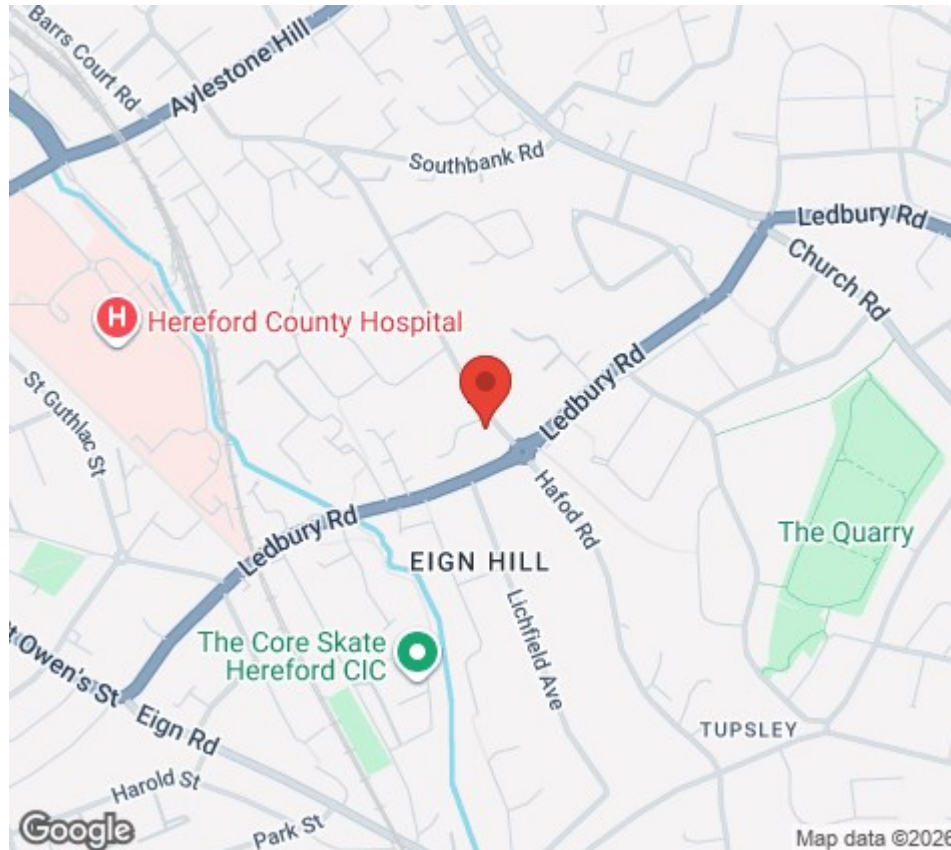 Barrs Court Rd
Aylestone Hill
Southbank Rd
Ledbury Rd
Church Rd
H
Hereford County Hospital
St Guthlac St
Ledbury Rd
Hafod Rd
The Quarry
Ledbury Rd
EIGN HILL
Lichfield Ave
The Core Skate
Hereford CIC
Owen's St
Eign Rd
TUPSLEY
Harold St
Park St
Google
Map data ©2026